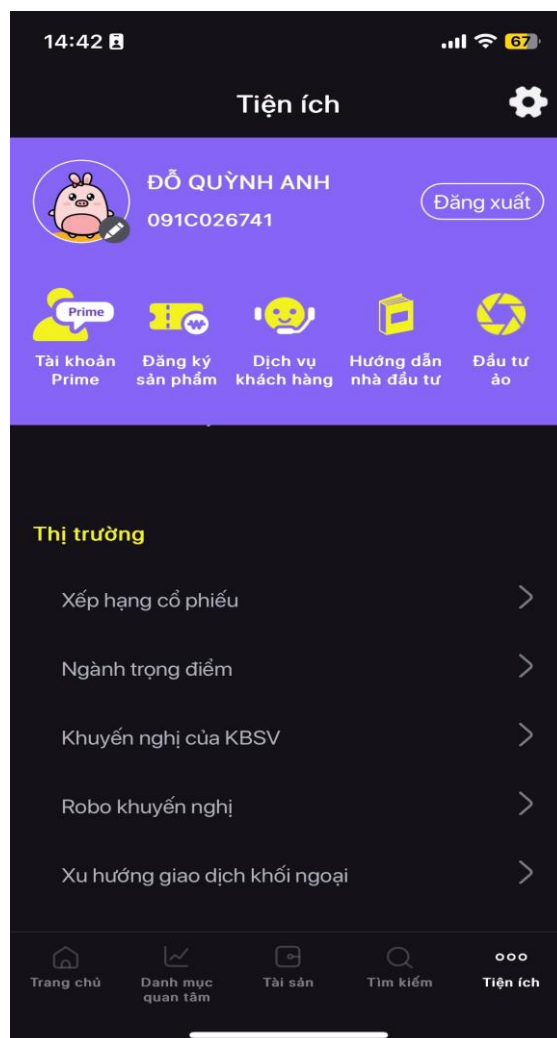 14:42
67
Tiện ích
ĐỖ QUỲNH ANH
091C026741
Đăng xuất
Prime
Tài khoản
Prime
Đăng ký
sản phẩm
Dịch vụ
khách hàng
Hướng dẫn
nhà đầu tư
Đầu tư
ảo
Thị trường
Xếp hạng cổ phiếu
Ngành trọng điểm
Khuyến nghị của KBSV
Robo khuyến nghị
Xu hướng giao dịch khối ngoại
Trang chủ
Danh mục
quan tâm
Tài sản
Tìm kiếm
Tiện ích